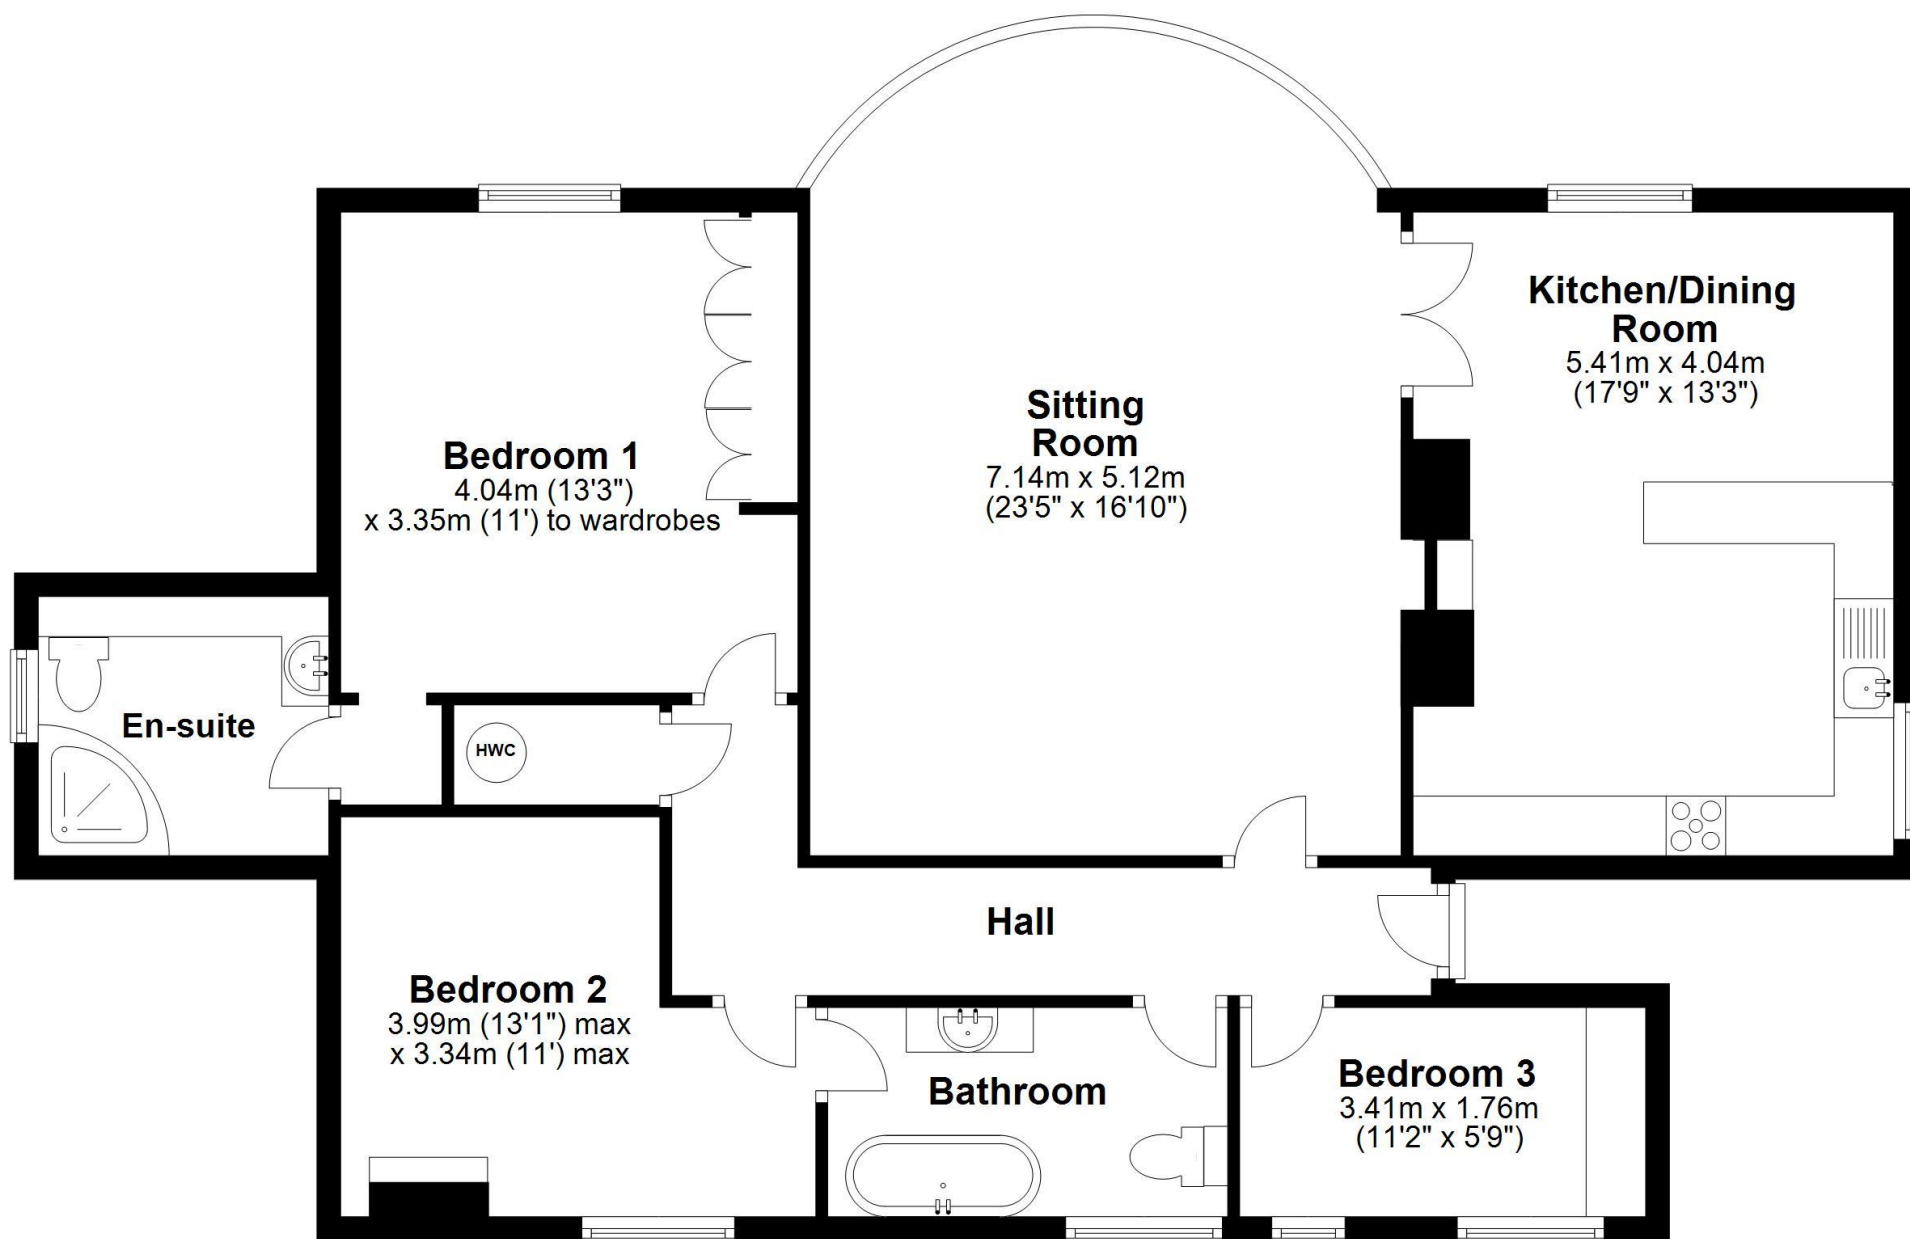 Kitchen/Dining
Room
5.41m x 4.04m
(17'9" x 13'3")
Sitting
Room
7.14m x 5.12m
(23'5" x 16'10")
Bedroom 1
4.04m (13'3")
x 3.35m (11') to wardrobes
En-suite
HWC
Hall
Bedroom 2
3.99m (13'1") max
x 3.34m (11') max
Bathroom
Bedroom 3
3.41m x 1.76m
(11'2" x 5'9")